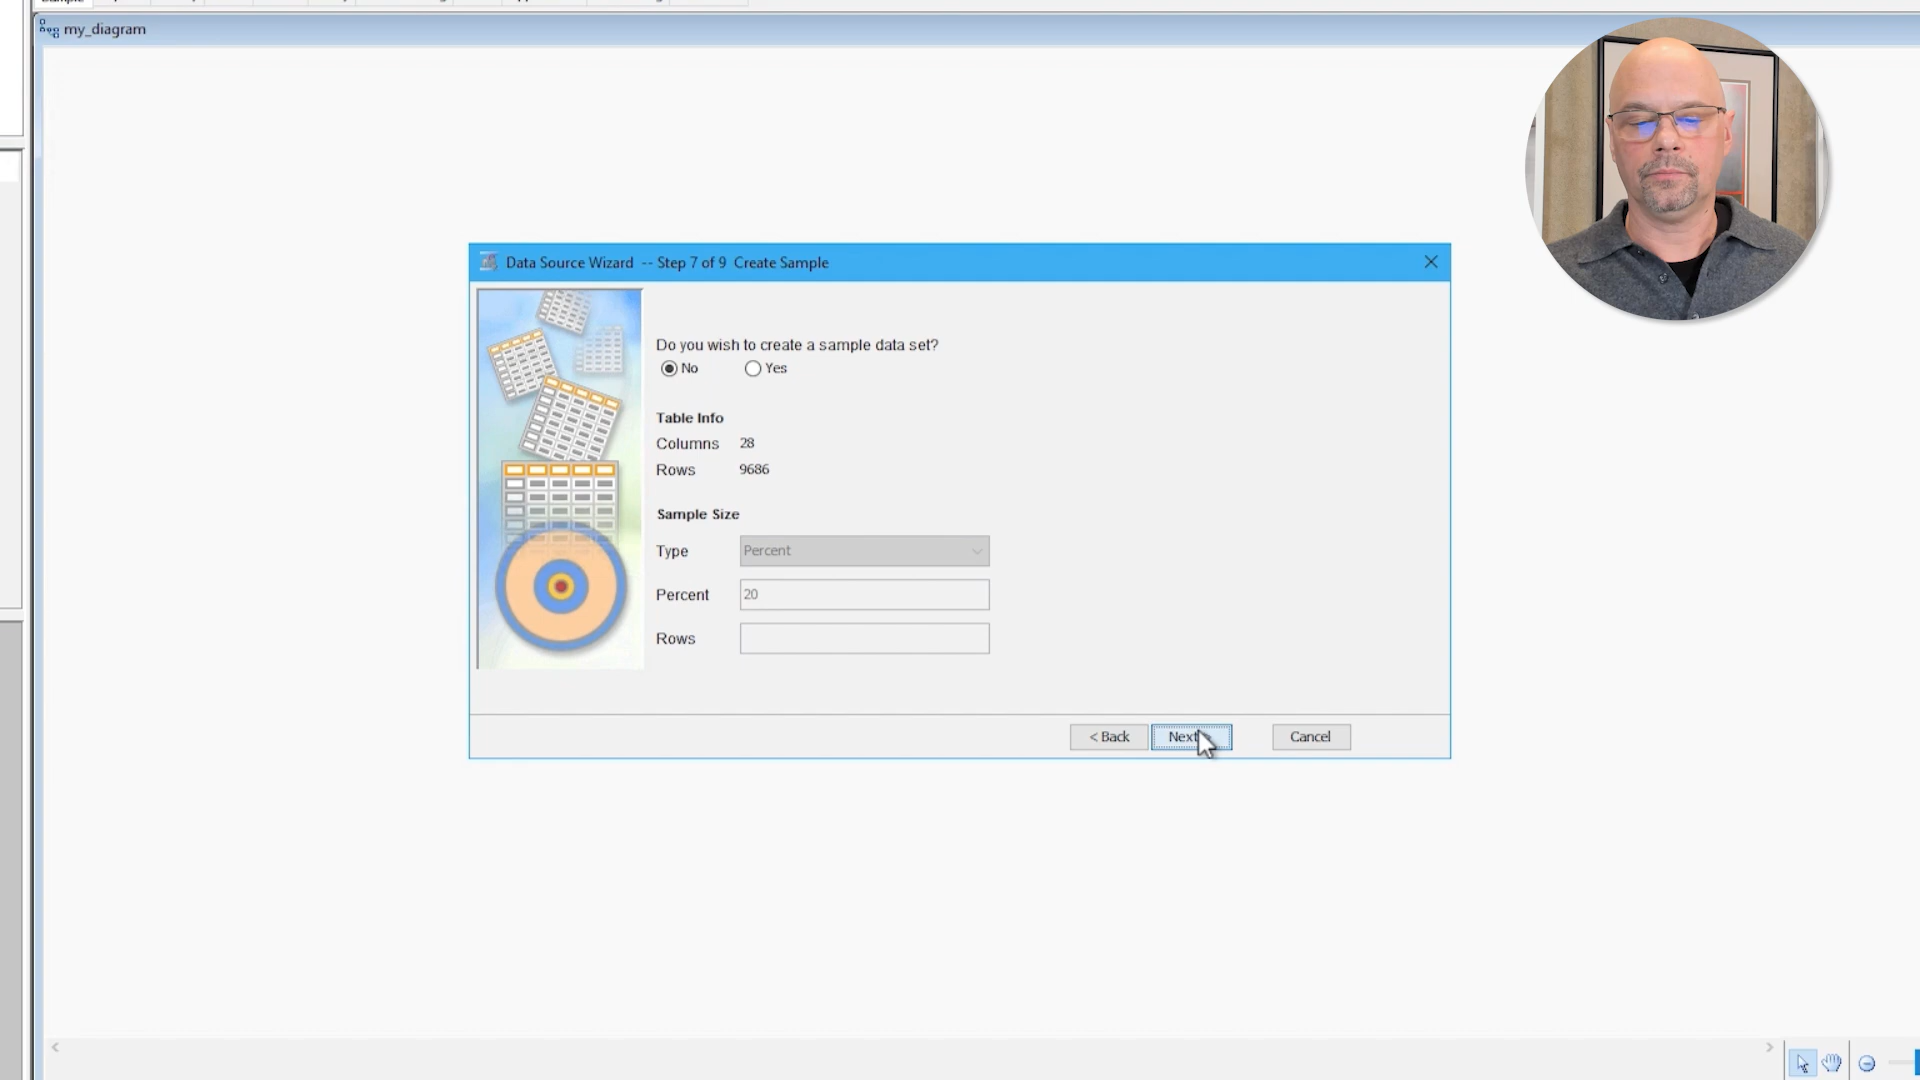 Sample
my_diagram
Data Source Wizard -- Step 7 of 9 Create Sample
Do you wish to create a sample data set?
No Yes
Table Info
Columns 28
Rows 9686
Sample Size
Type Percent
Percent 20
Rows
< Back Next Cancel